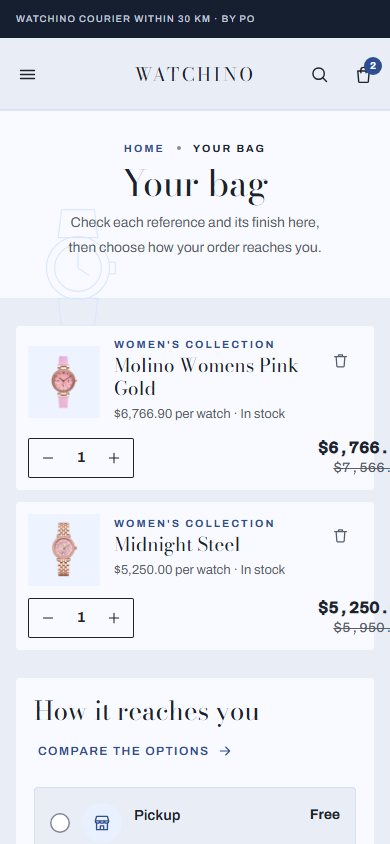 WATCHINO COURIER WITHIN 30 KM · BY PO
WATCHINO
2
HOME • YOUR BAG
Your bag
Check each reference and its finish here,
then choose how your order reaches you.
WOMEN'S COLLECTION
Molino Womens Pink
Gold
$6,766.90 per watch · In stock
− 1 +
$6,766.
$7,566.
WOMEN'S COLLECTION
Midnight Steel
$5,250.00 per watch · In stock
− 1 +
$5,250.
$5,950.
How it reaches you
COMPARE THE OPTIONS →
Pickup
Free